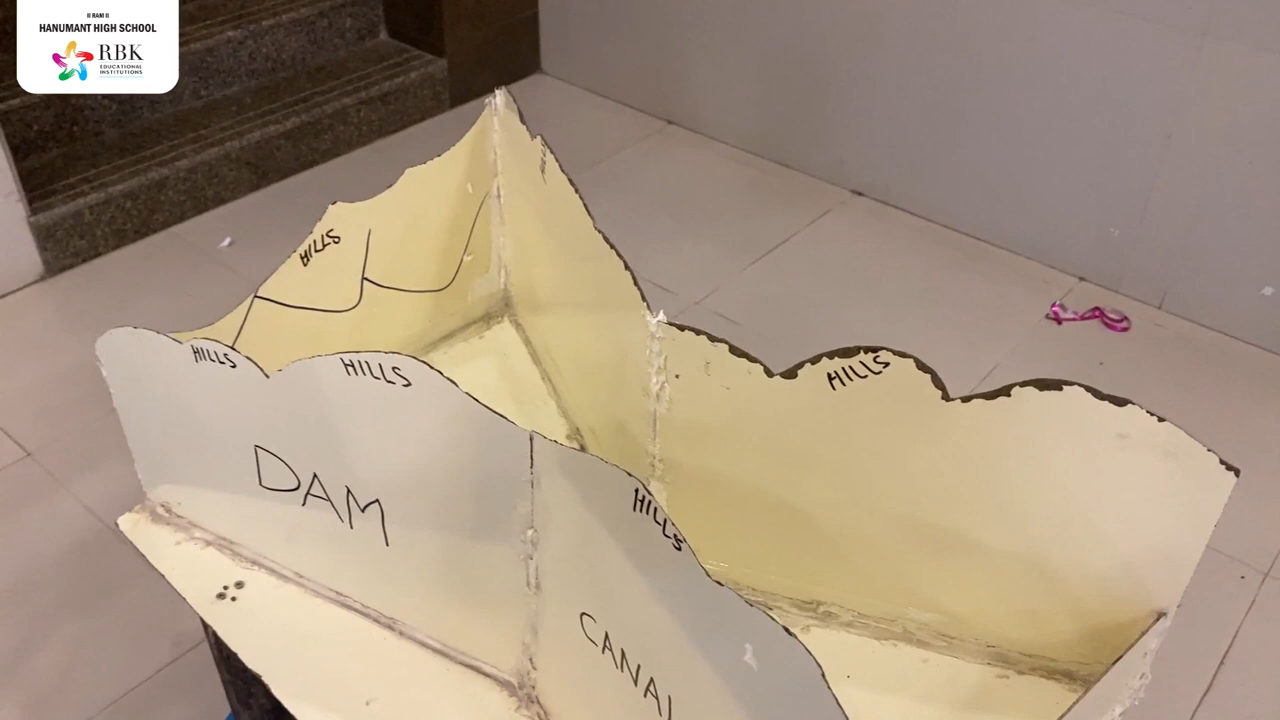 II RAM II
HANUMANT HIGH SCHOOL
RBK
EDUCATIONAL
INSTITUTIONS
HILLS
HILLS
HILLS
HILLS
DAM
HILLS
CANAL